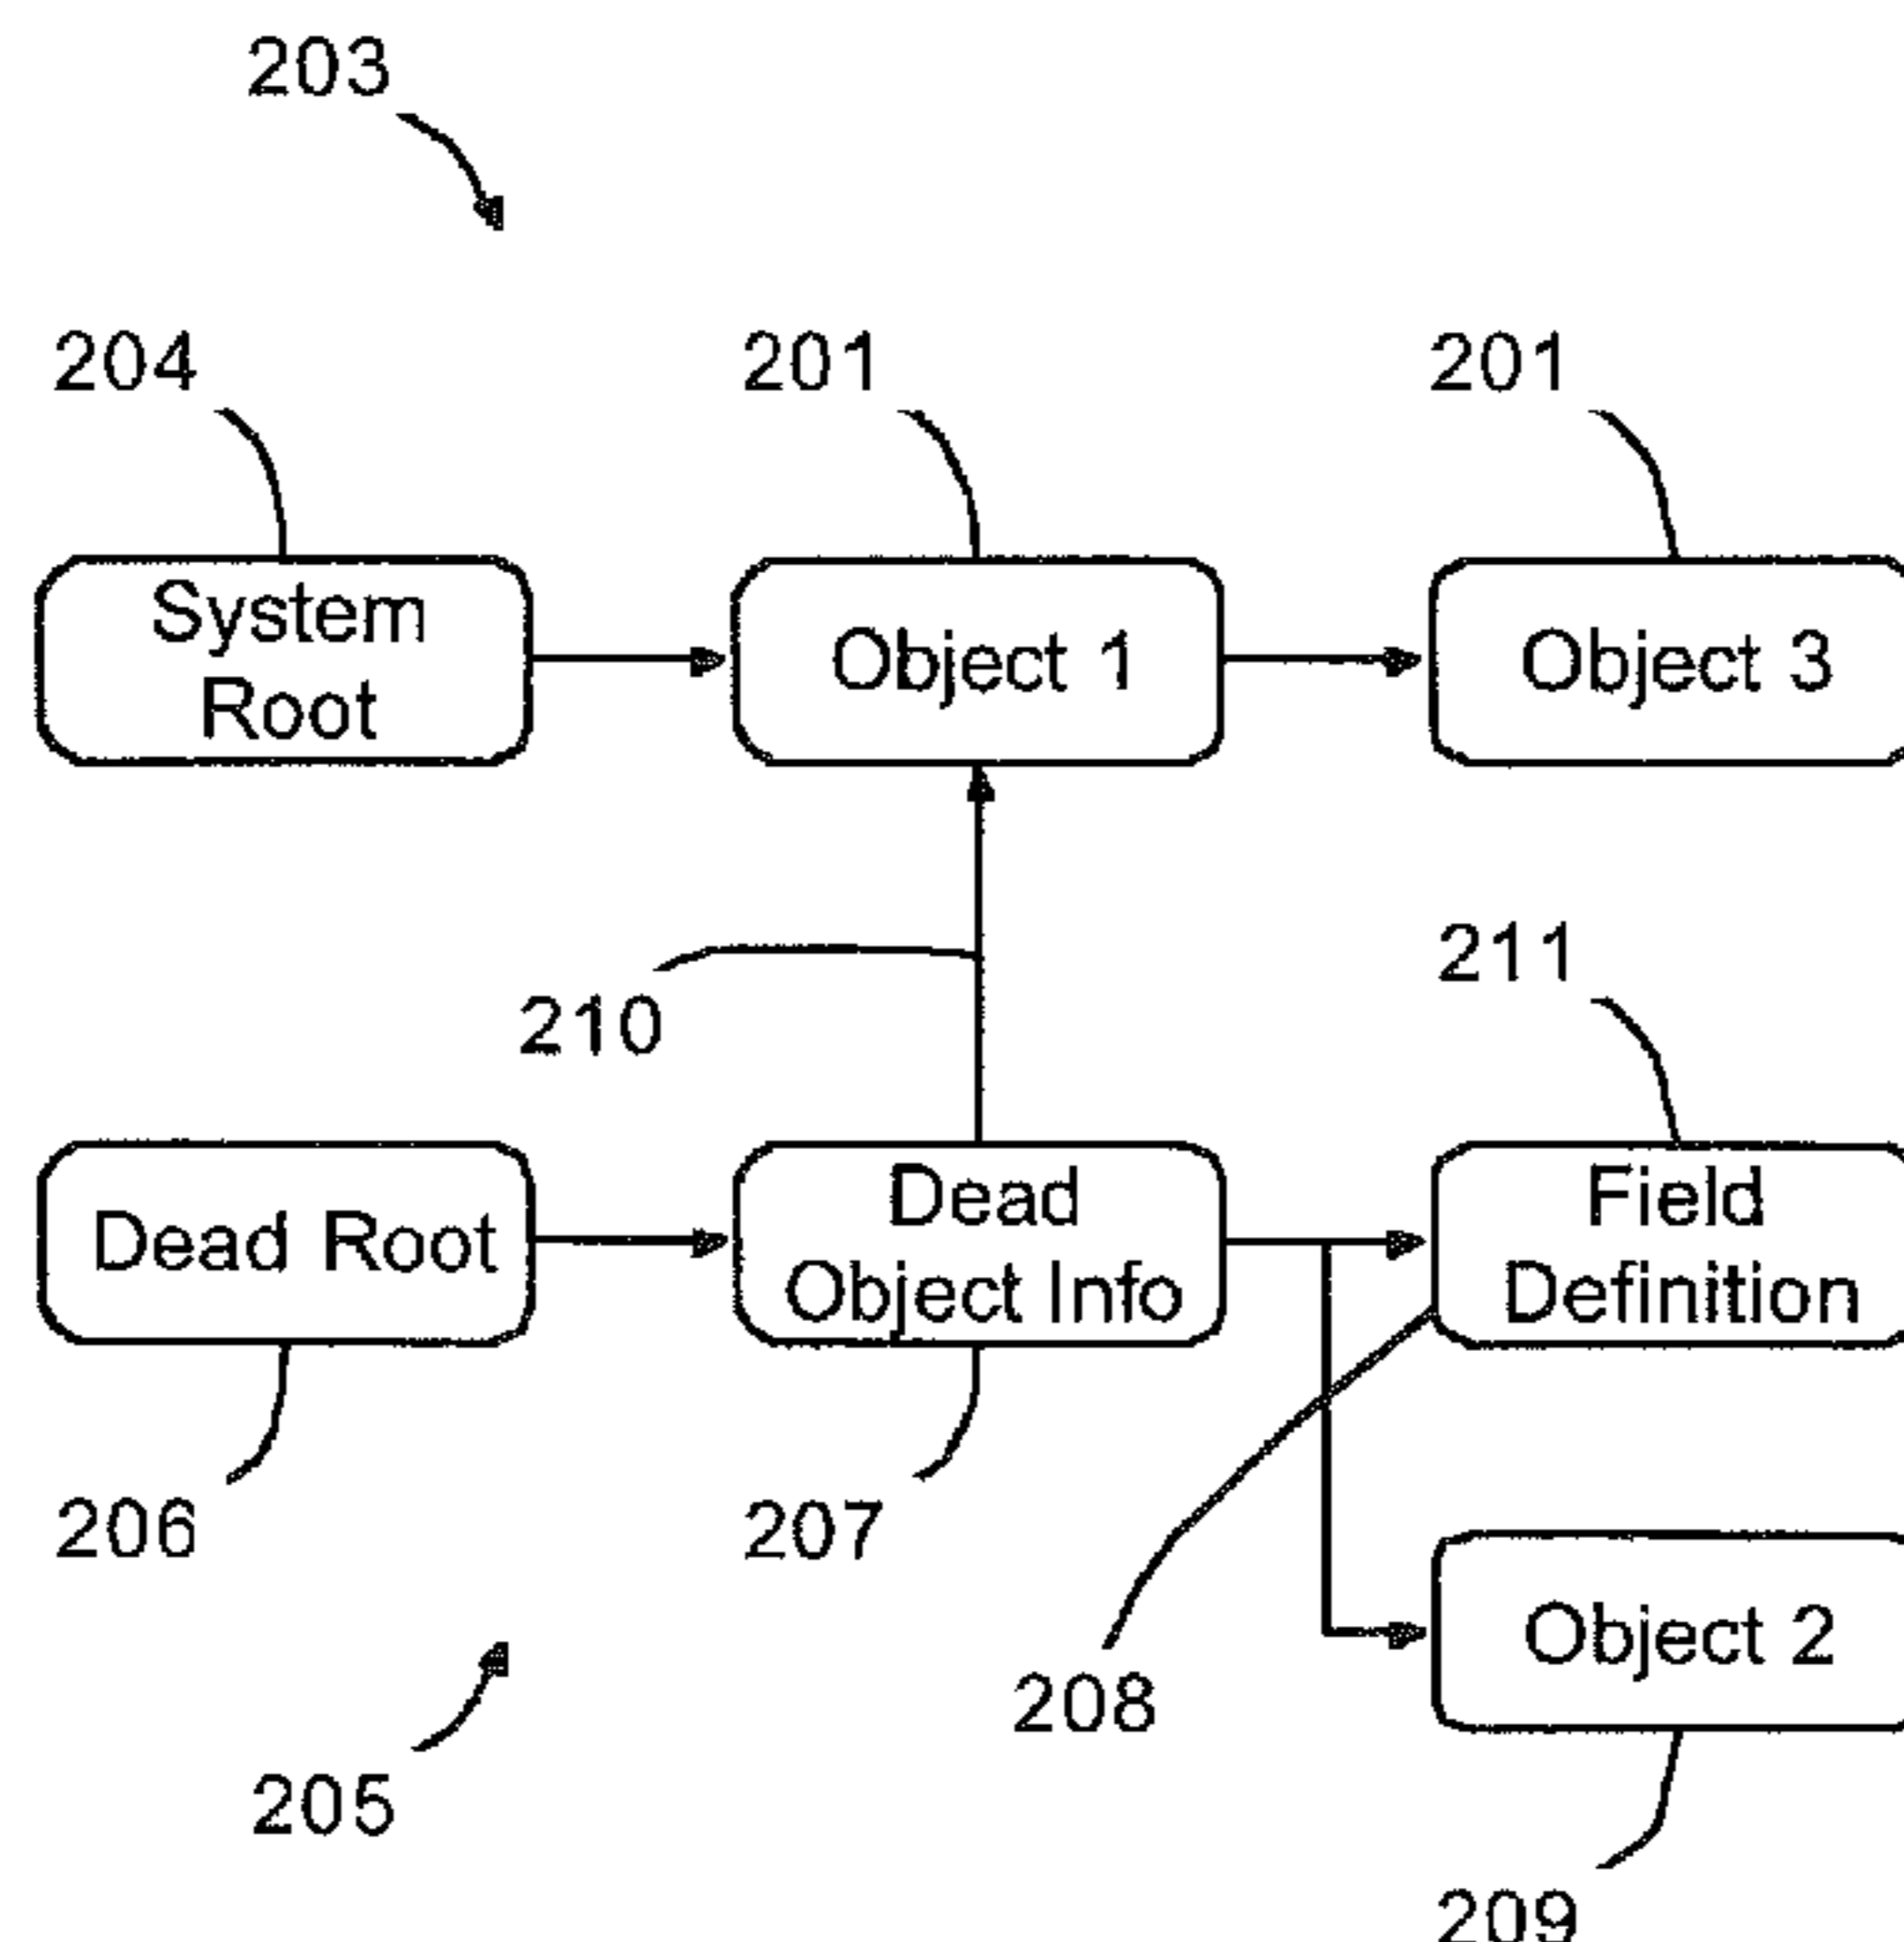 203
204
201
201
System
Root
Object 1
Object 3
210
211
Dead Root
Dead
Object Info
Field
Definition
206
207
208
Object 2
205
209